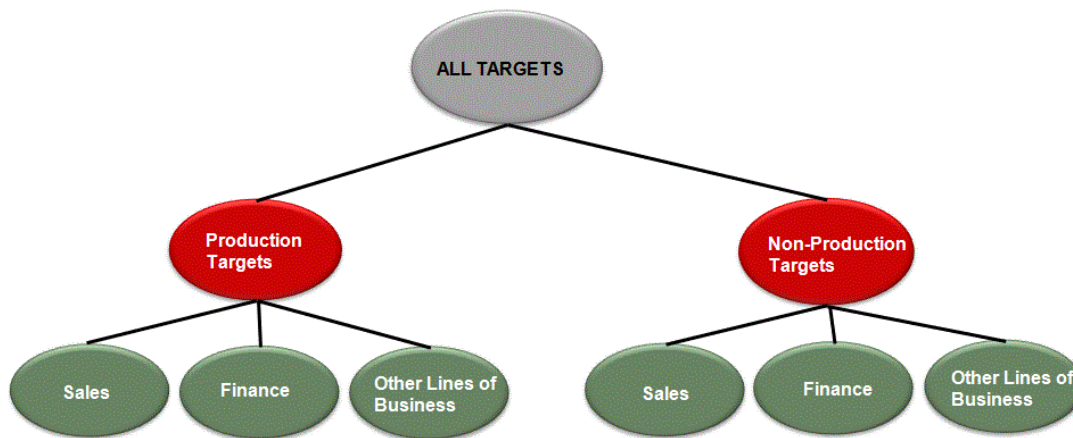 ALL TARGETS
Production
Targets
Non-Production
Targets
Sales
Finance
Other Lines of
Business
Sales
Finance
Other Lines of
Business